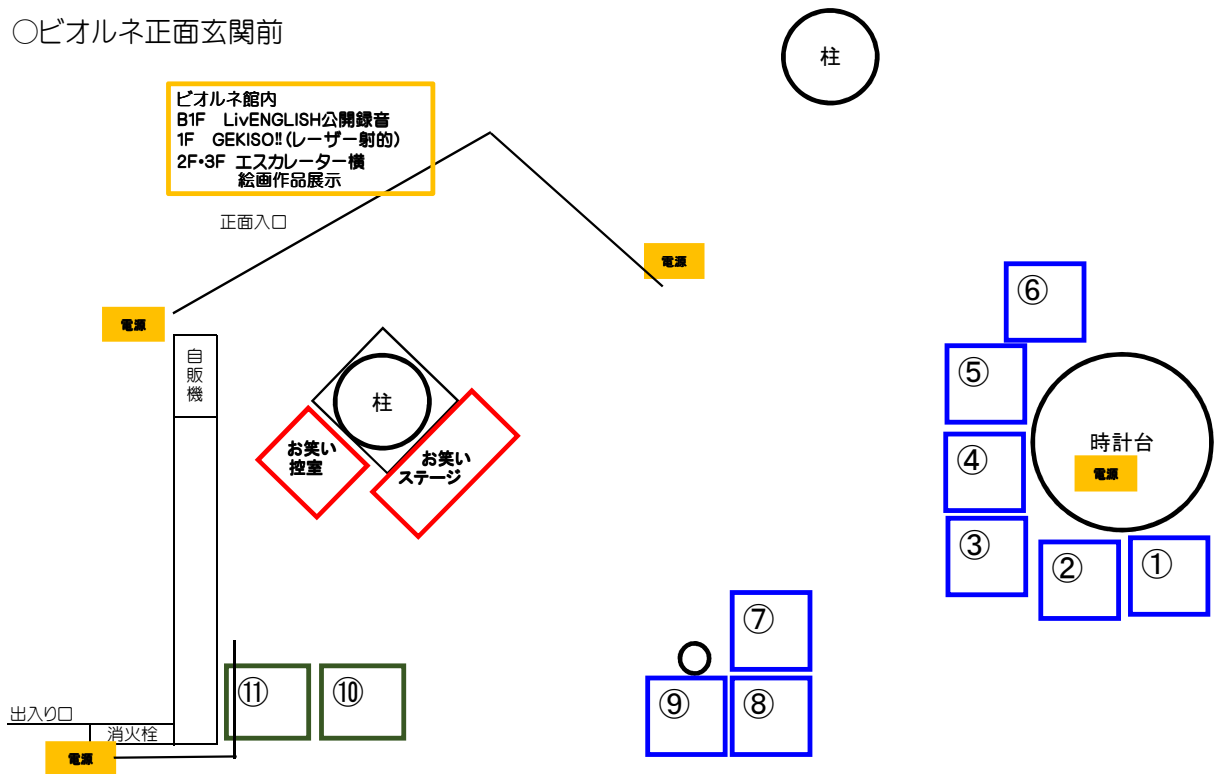 ○ビオルネ正面玄関前
柱
ビオルネ館内
B1F LivENGLISH公開録音
1F GEKISO!!(レーザー射的)
2F・3F エスカレーター横
絵画作品展示
正面入口
電源
電源
自販機
柱
お笑い
控室
お笑い
ステージ
⑥
⑤
④
③
②
①
時計台
電源
⑦
⑧
⑨
⑩
⑪
出入り口
消火栓
電源